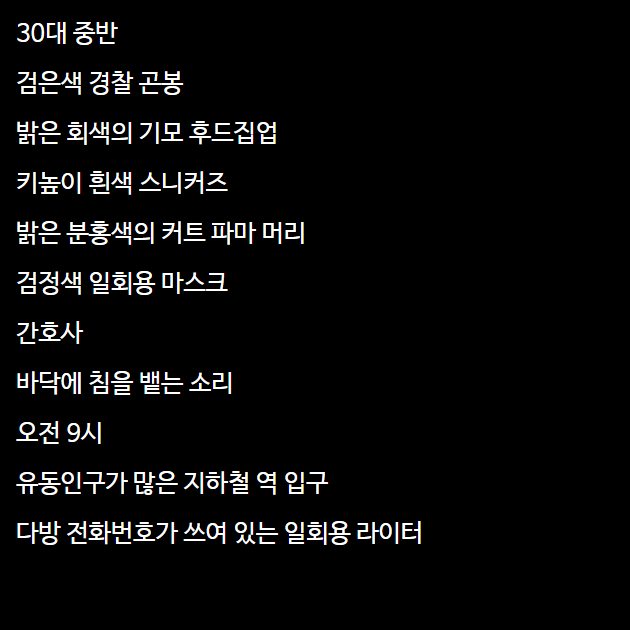 30대 중반
검은색 경찰 곤봉
밝은 회색의 기모 후드집업
키높이 흰색 스니커즈
밝은 분홍색의 커트 파마 머리
검정색 일회용 마스크
간호사
바닥에 침을 뱉는 소리
오전 9시
유동인구가 많은 지하철 역 입구
다방 전화번호가 쓰여 있는 일회용 라이터